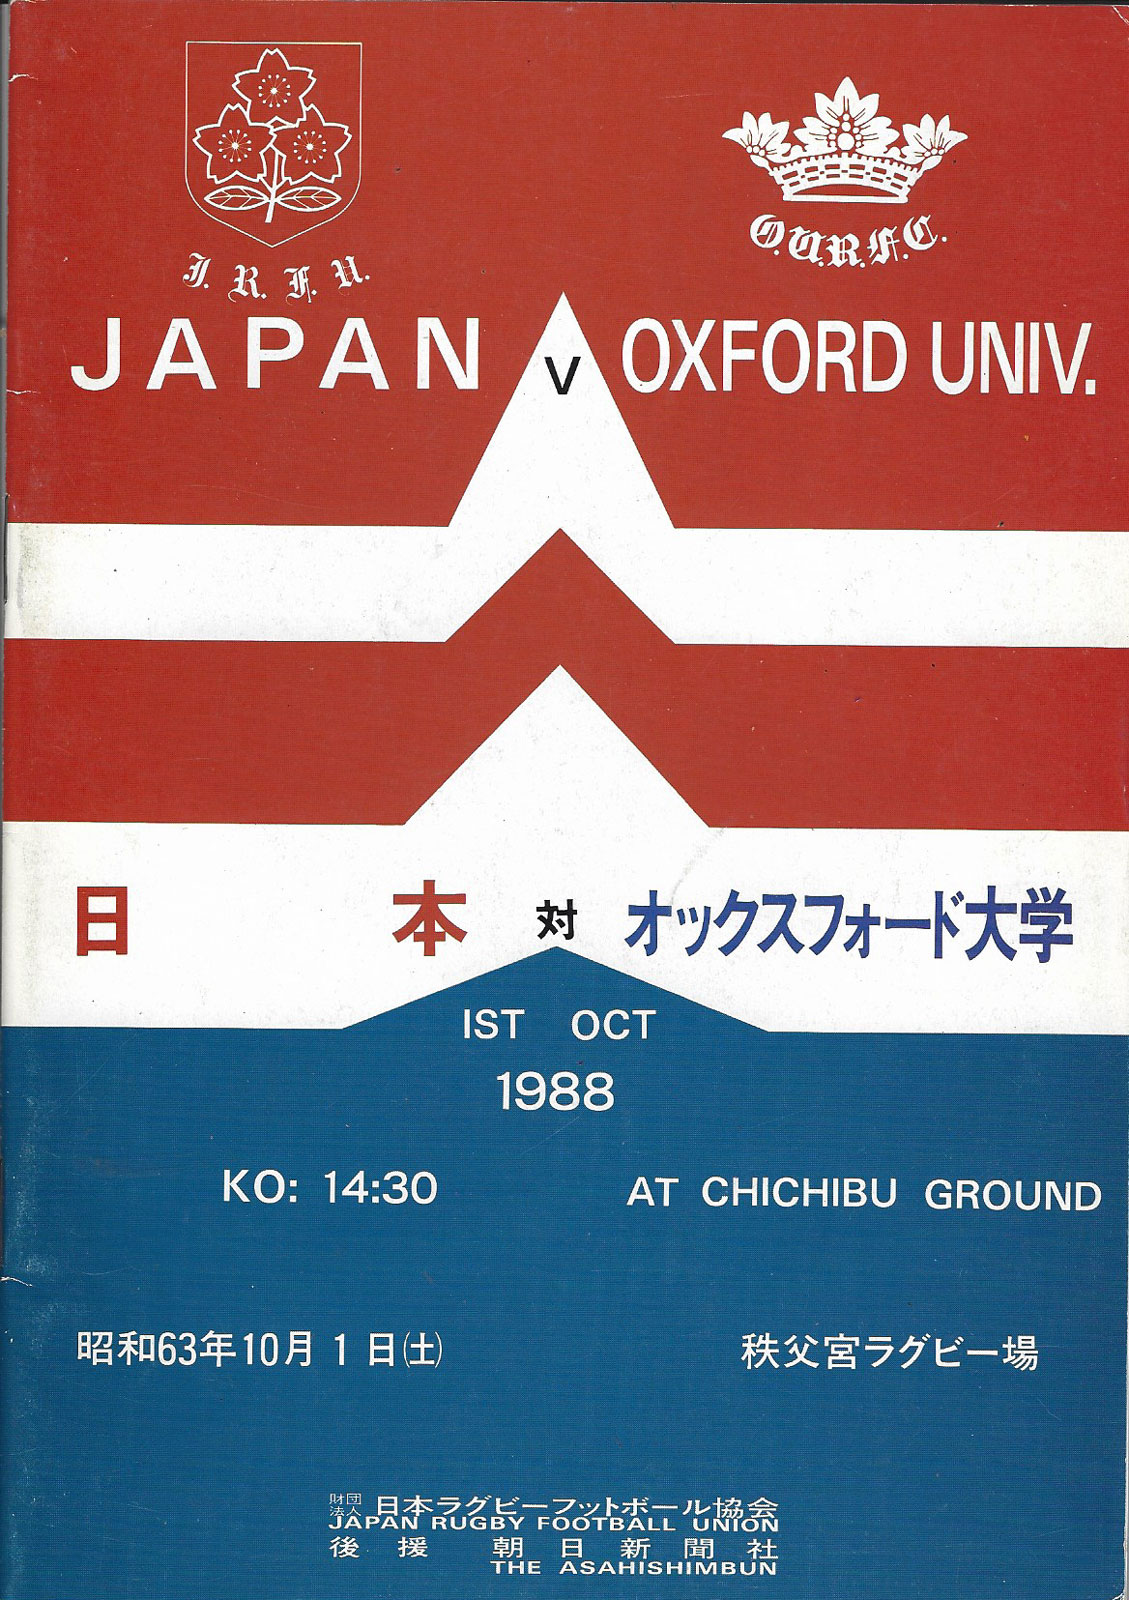 J. R. F. U.
O.U.R.F.C.
JAPAN V OXFORD UNIV.
日本 対 オックスフォード大学
IST OCT
1988
KO: 14:30 AT CHICHIBU GROUND
昭和63年10月1日(土) 秩父宮ラグビー場
財団法人 日本ラグビーフットボール協会
JAPAN RUGBY FOOTBALL UNION
後援 朝日新聞社
THE ASAHISHIMBUN